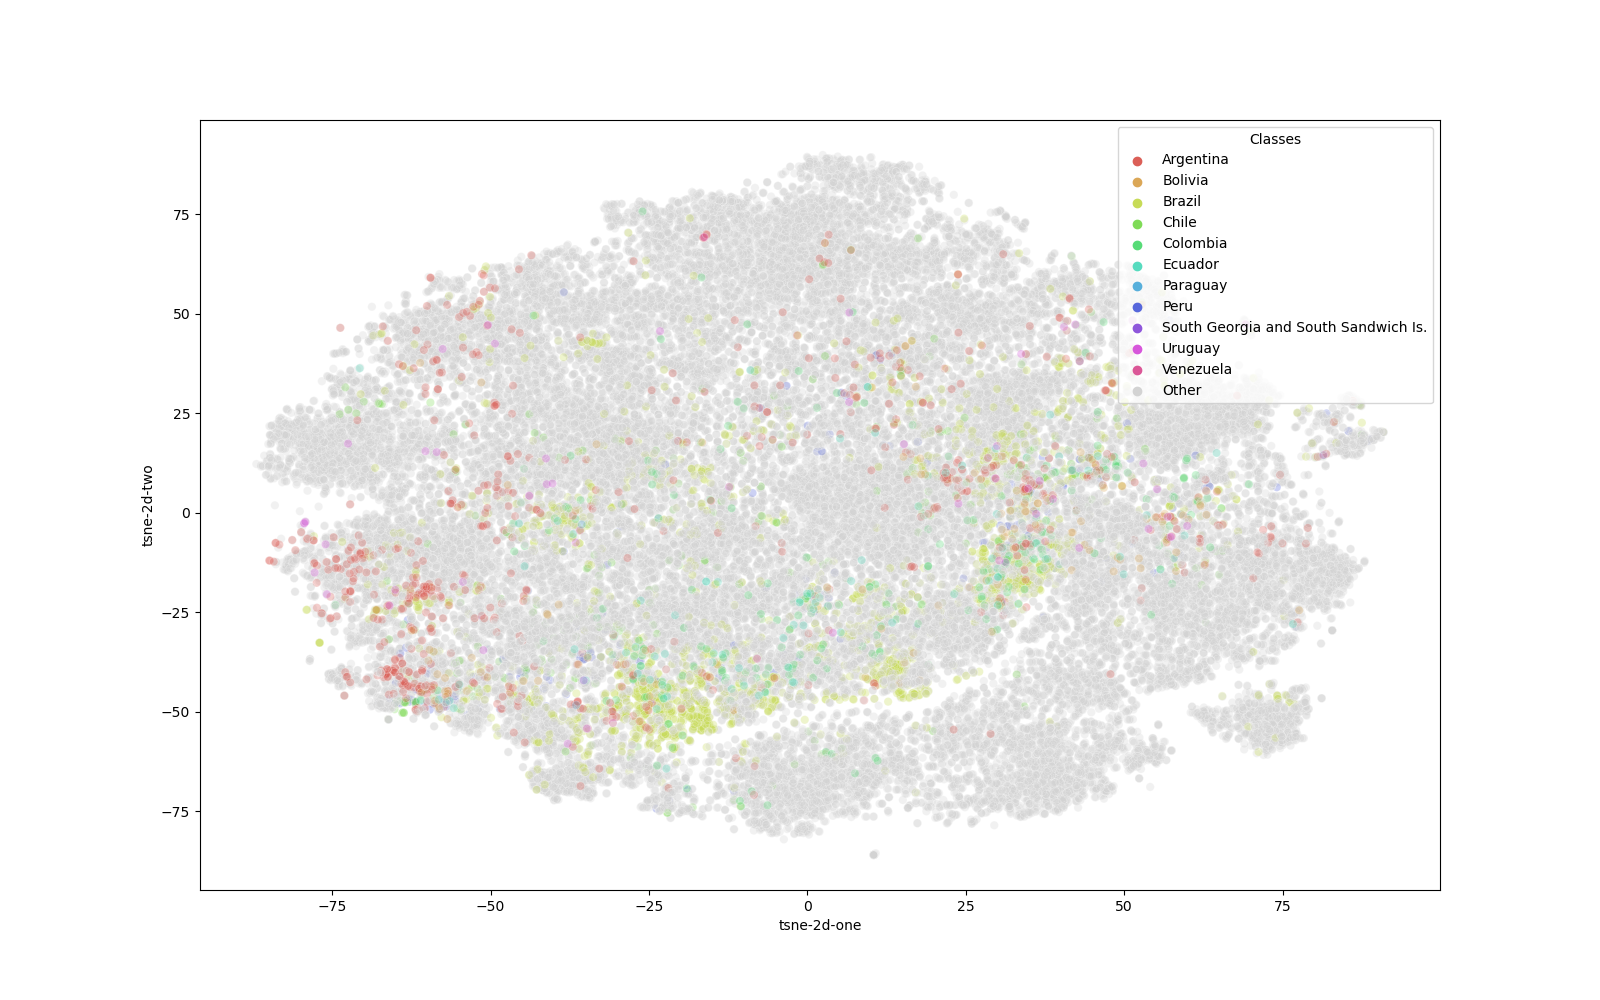 Classes
Argentina
Bolivia
Brazil
Chile
Colombia
Ecuador
Paraguay
Peru
South Georgia and South Sandwich Is.
Uruguay
Venezuela
Other
75
50
25
0
−25
−50
−75
tsne-2d-two
−75
−50
−25
0
25
50
75
tsne-2d-one